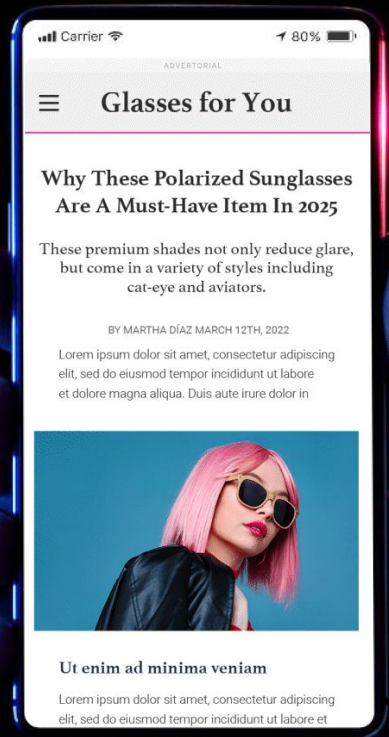 Carrier 80%
ADVERTORIAL
Glasses for You
Why These Polarized Sunglasses
Are A Must-Have Item In 2025
These premium shades not only reduce glare,
but come in a variety of styles including
cat-eye and aviators.
BY MARTHA DÍAZ MARCH 12TH, 2022
Lorem ipsum dolor sit amet, consectetur adipiscing
elit, sed do eiusmod tempor incididunt ut labore
et dolore magna aliqua. Duis aute irure dolor in
Ut enim ad minima veniam
Lorem ipsum dolor sit amet, consectetur adipiscing
elit, sed do eiusmod tempor incididunt ut labore et